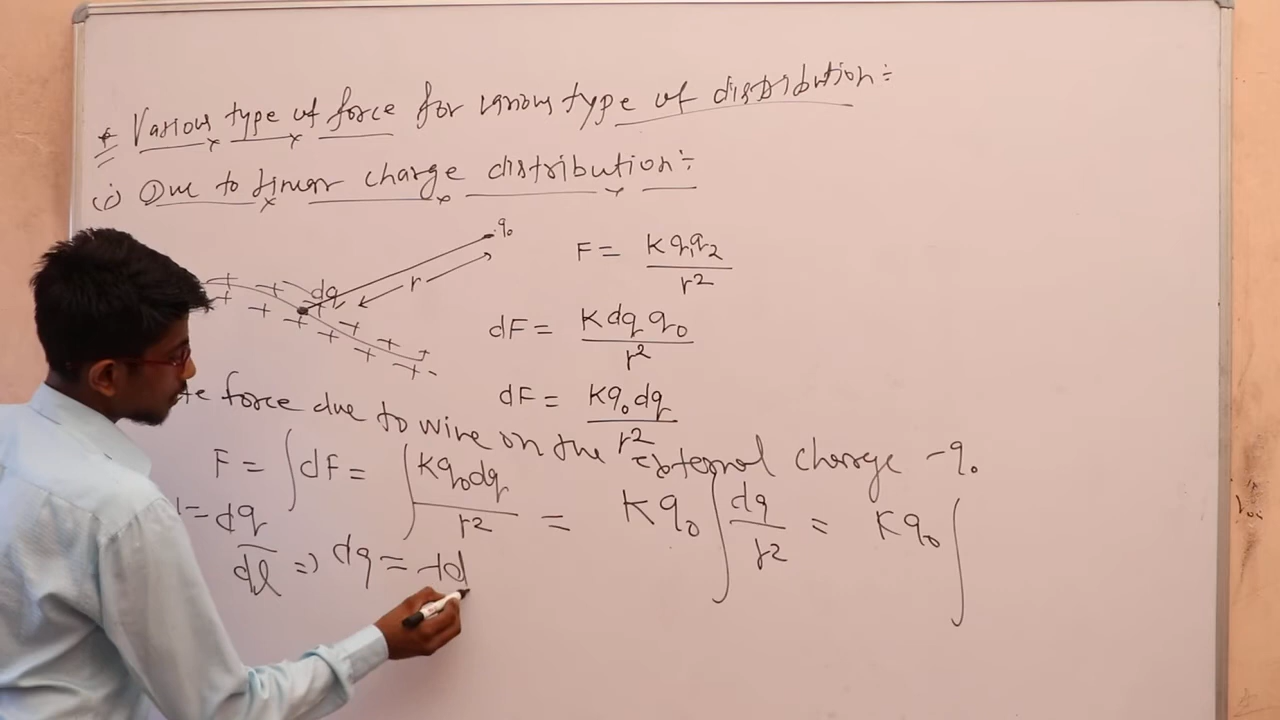 * Various type of force for various type of distribution:-
(i) Due to linear charge distribution:-
q₀
dq
r
F = Kq₁q₂/r²
dF = Kdq q₀/r²
dF = Kq₀dq/r²
force due to wire on the external charge -q₀
F = ∫dF = ∫Kq₀dq/r² = Kq₀∫dq/r² = Kq₀∫
= dq/dl => dq = λd